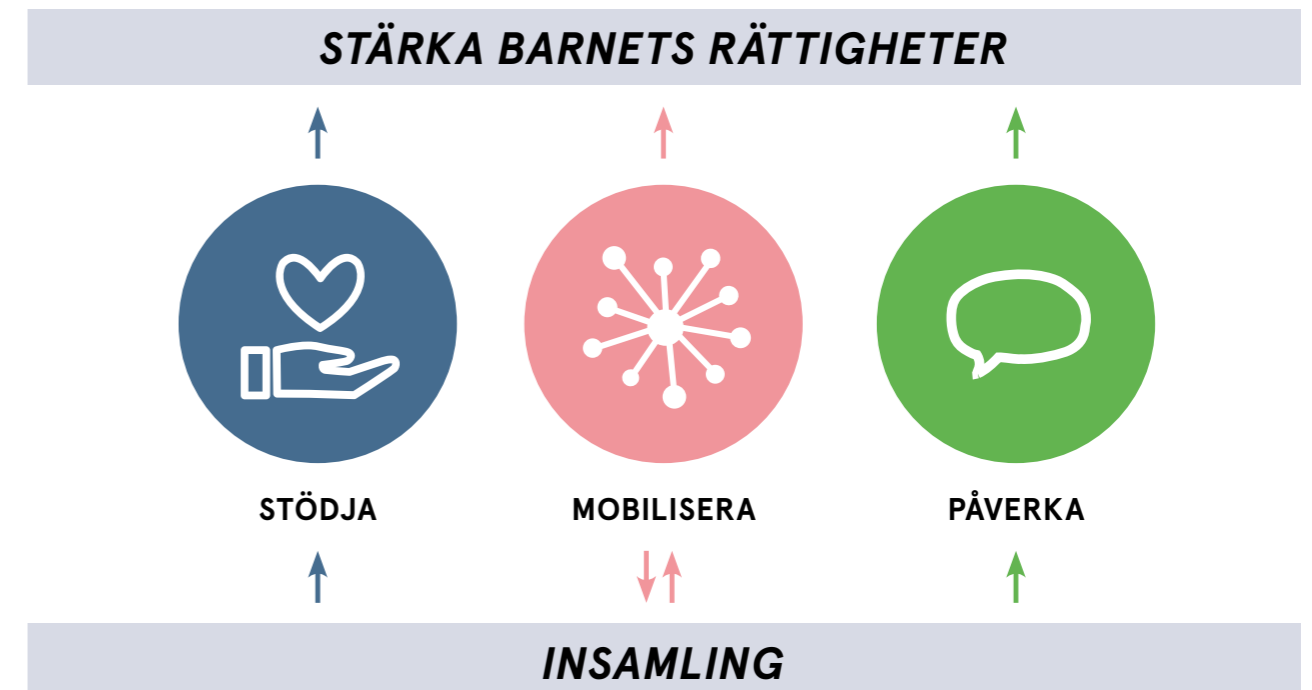 STÄRKA BARNETS RÄTTIGHETER
STÖDJA
MOBILISERA
PÅVERKA
INSAMLING